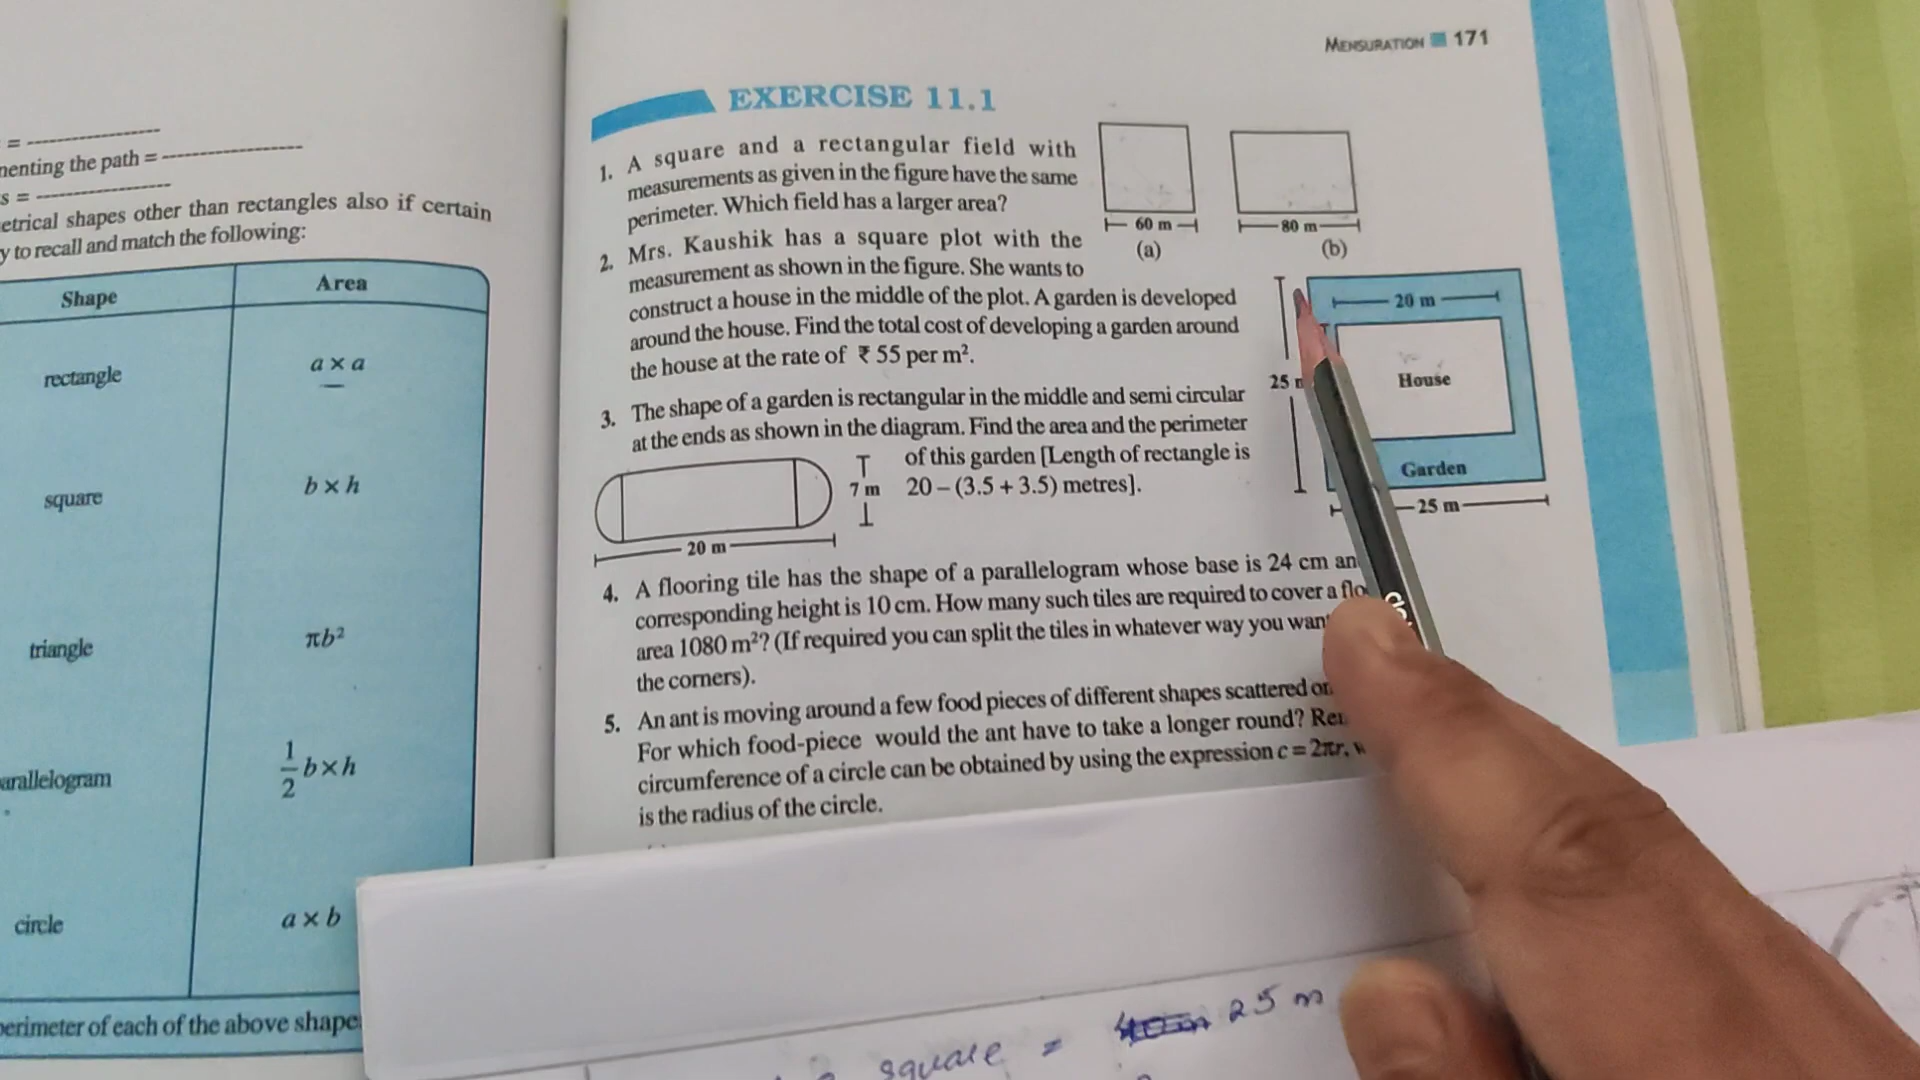 =
menting the path =
s =
etrical shapes other than rectangles also if certain
y to recall and match the following:
Shape Area
rectangle a × a
square b × h
triangle πb²
parallelogram 1/2 b × h
circle a × b
perimeter of each of the above shape
MENSURATION 171
EXERCISE 11.1
1. A square and a rectangular field with
measurements as given in the figure have the same
perimeter. Which field has a larger area?
60 m
(a)
80 m
(b)
2. Mrs. Kaushik has a square plot with the
measurement as shown in the figure. She wants to
construct a house in the middle of the plot. A garden is developed
around the house. Find the total cost of developing a garden around
the house at the rate of ₹ 55 per m².
20 m
25 m
House
Garden
25 m
3. The shape of a garden is rectangular in the middle and semi circular
at the ends as shown in the diagram. Find the area and the perimeter
of this garden [Length of rectangle is
20 – (3.5 + 3.5) metres].
7 m
20 m
4. A flooring tile has the shape of a parallelogram whose base is 24 cm an
corresponding height is 10 cm. How many such tiles are required to cover a flo
area 1080 m²? (If required you can split the tiles in whatever way you want
the corners).
5. An ant is moving around a few food pieces of different shapes scattered on
For which food-piece would the ant have to take a longer round? Re
circumference of a circle can be obtained by using the expression c = 2πr, w
is the radius of the circle.
square = 25 m